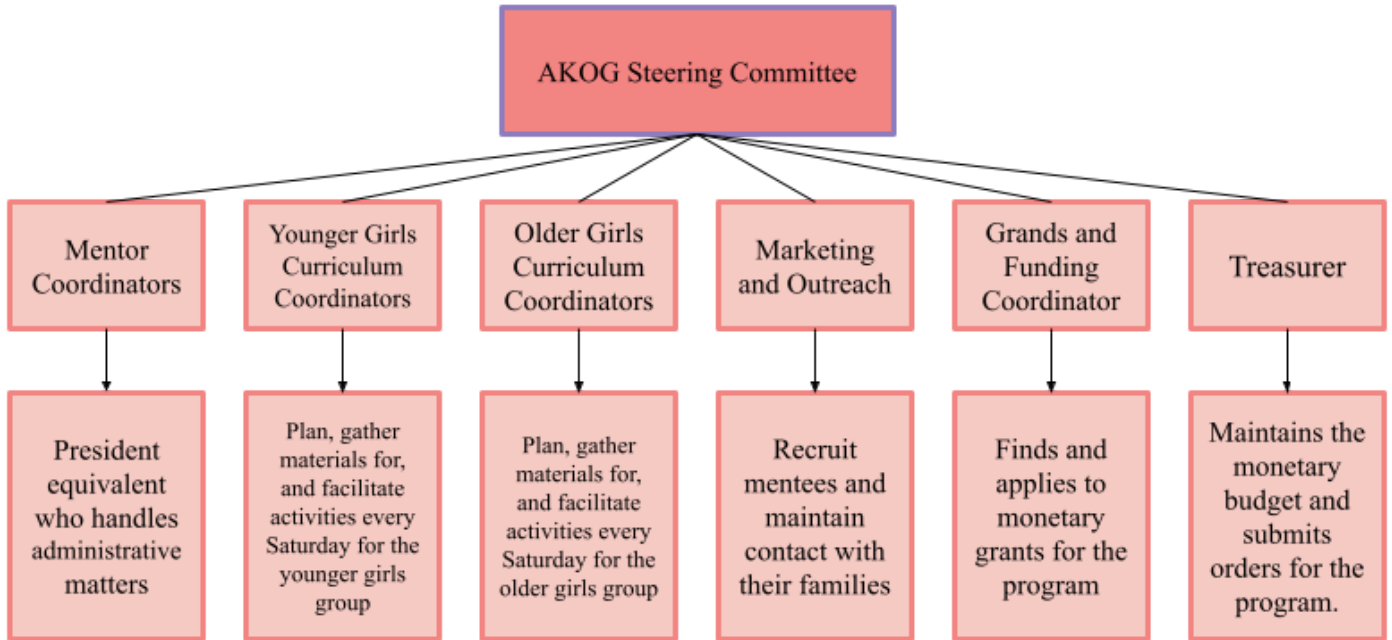 AKOG Steering Committee
Mentor
Coordinators
Younger Girls
Curriculum
Coordinators
Older Girls
Curriculum
Coordinators
Marketing
and Outreach
Grands and
Funding
Coordinator
Treasurer
President
equivalent
who handles
administrative
matters
Plan, gather
materials for,
and facilitate
activities every
Saturday for the
younger girls
group
Plan, gather
materials for,
and facilitate
activities every
Saturday for the
older girls group
Recruit
mentees and
maintain
contact with
their families
Finds and
applies to
monetary
grants for the
program
Maintains the
monetary
budget and
submits
orders for the
program.